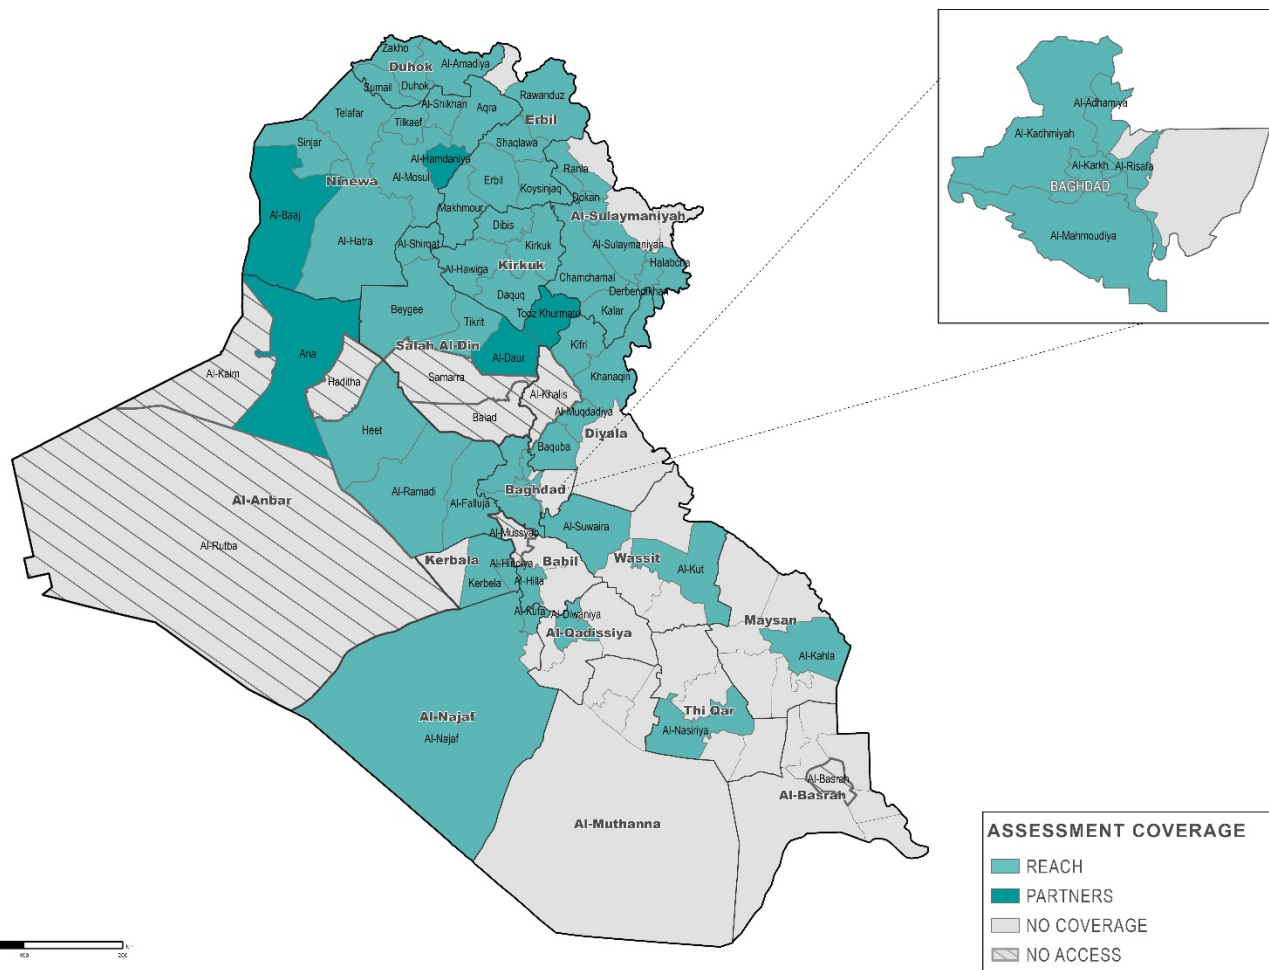 Zakho
Duhok
Al-Amadiya
Sumail
Duhok
Al-Shikhan
Aqra
Rawanduz
Erbil
Telafar
Tilkaef
Shaqlawa
Sinjar
Al-Hamdaniya
Rania
Ninewa
Al-Mosul
Erbil
Koysinjaq
Dokan
Al-Baaj
Makhmour
Al-Sulaymaniyah
Dibis
Al-Hatra
Al-Shirqat
Kirkuk
Al-Sulaymaniyah
Kirkuk
Al-Hawiga
Halabcha
Chamchamal
Daquq
Derbendikhan
Beygee
Tooz Khurmato
Kalar
Tikrit
Salah Al-Din
Kifri
Ana
Al-Daur
Al-Kaim
Haditha
Samarra
Khanaqin
Al-Khalis
Balad
Al-Muqdadiya
Heet
Diyala
Baquba
Baghdad
Al-Anbar
Al-Ramadi
Al-Falluja
Al-Suwaira
Al-Mussyab
Al-Rutba
Kerbala
Al-Hindiya
Babil
Wassit
Al-Kut
Kerbela
Al-Hilla
Al-Kufa
Al-Diwaniya
Al-Qadissiya
Maysan
Al-Kahla
Al-Najaf
Al-Najaf
Thi Qar
Al-Nasiriya
Al-Basrah
Al-Basrah
Al-Muthanna
Al-Adhamiya
Al-Kadhmiyah
Al-Karkh
Al-Risafa
BAGHDAD
Al-Mahmoudiya
ASSESSMENT COVERAGE
REACH
PARTNERS
NO COVERAGE
NO ACCESS
100
200